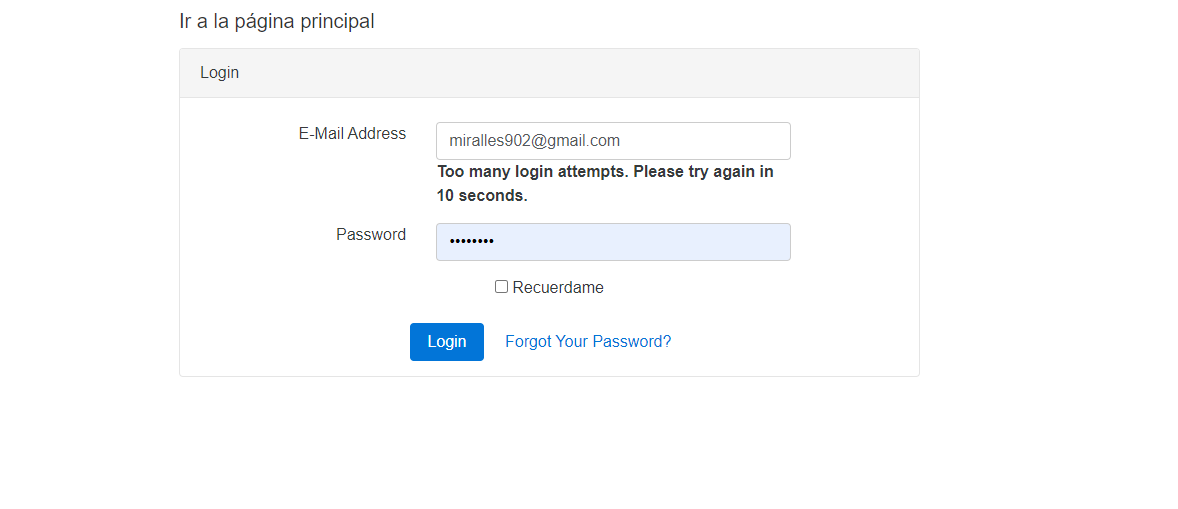 Ir a la página principal
Login
E-Mail Address
miralles902@gmail.com
Too many login attempts. Please try again in
10 seconds.
Password
••••••••
Recuerdame
Login
Forgot Your Password?